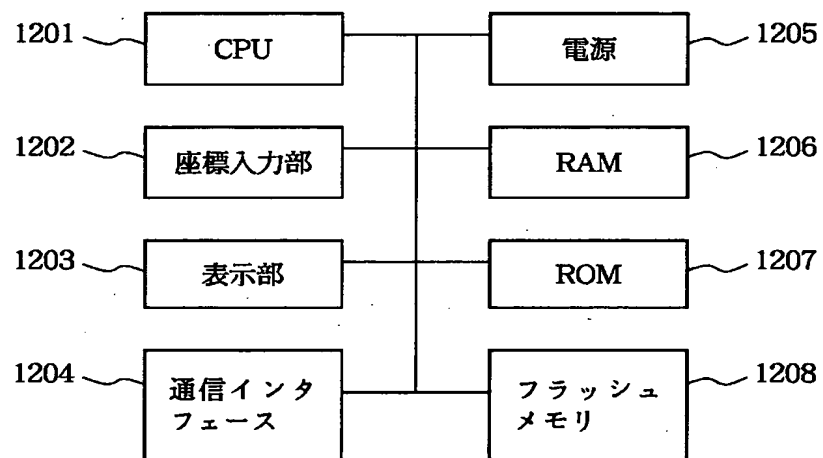 1201 CPU 電源 1205
1202 座標入力部 RAM 1206
1203 表示部 ROM 1207
1204 通信インタ フラッシュ 1208
フェース メモリ